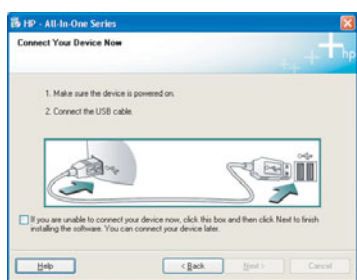 HP - All-In-One Series
Connect Your Device Now
hp
1. Make sure the device is powered on.
2. Connect the USB cable.
If you are unable to connect your device now, click this box and then click Next to finish
installing the software. You can connect your device later.
Help
< Back
Next >
Cancel